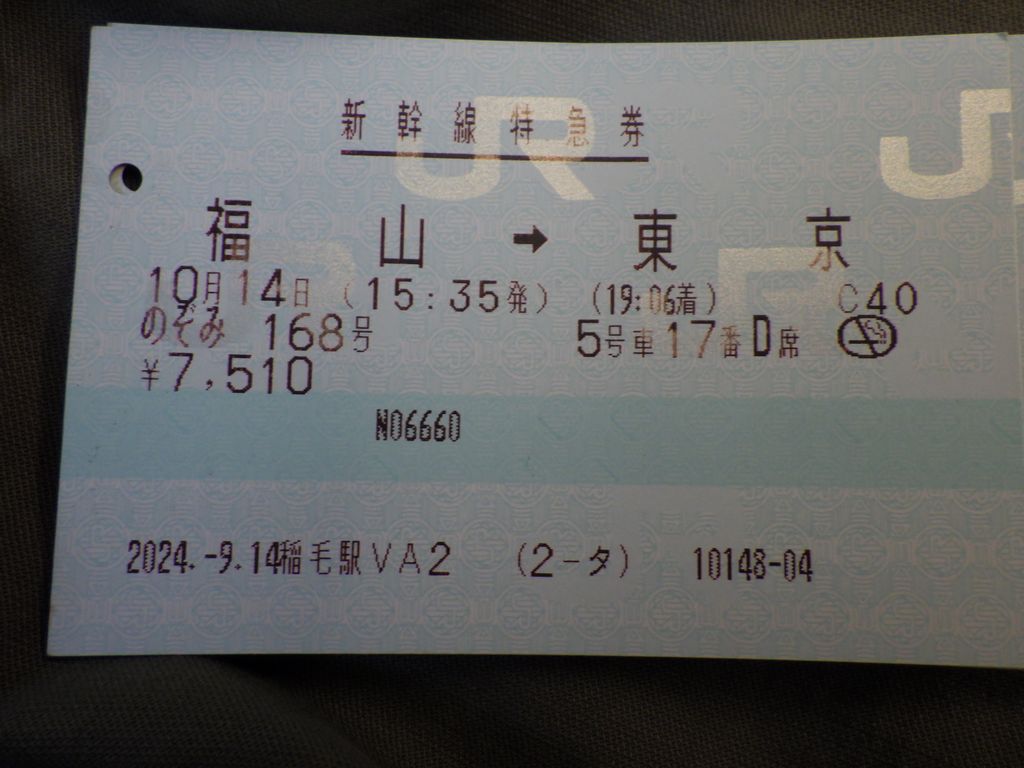 新幹線特急券
福山➡東京
10月14日 (15:35発) (19:06着) C40
のぞみ 168号 5号車17番D席
¥7,510
N06660
2024.-9.14稲毛駅VA2 (2-タ) 10148-04
JR